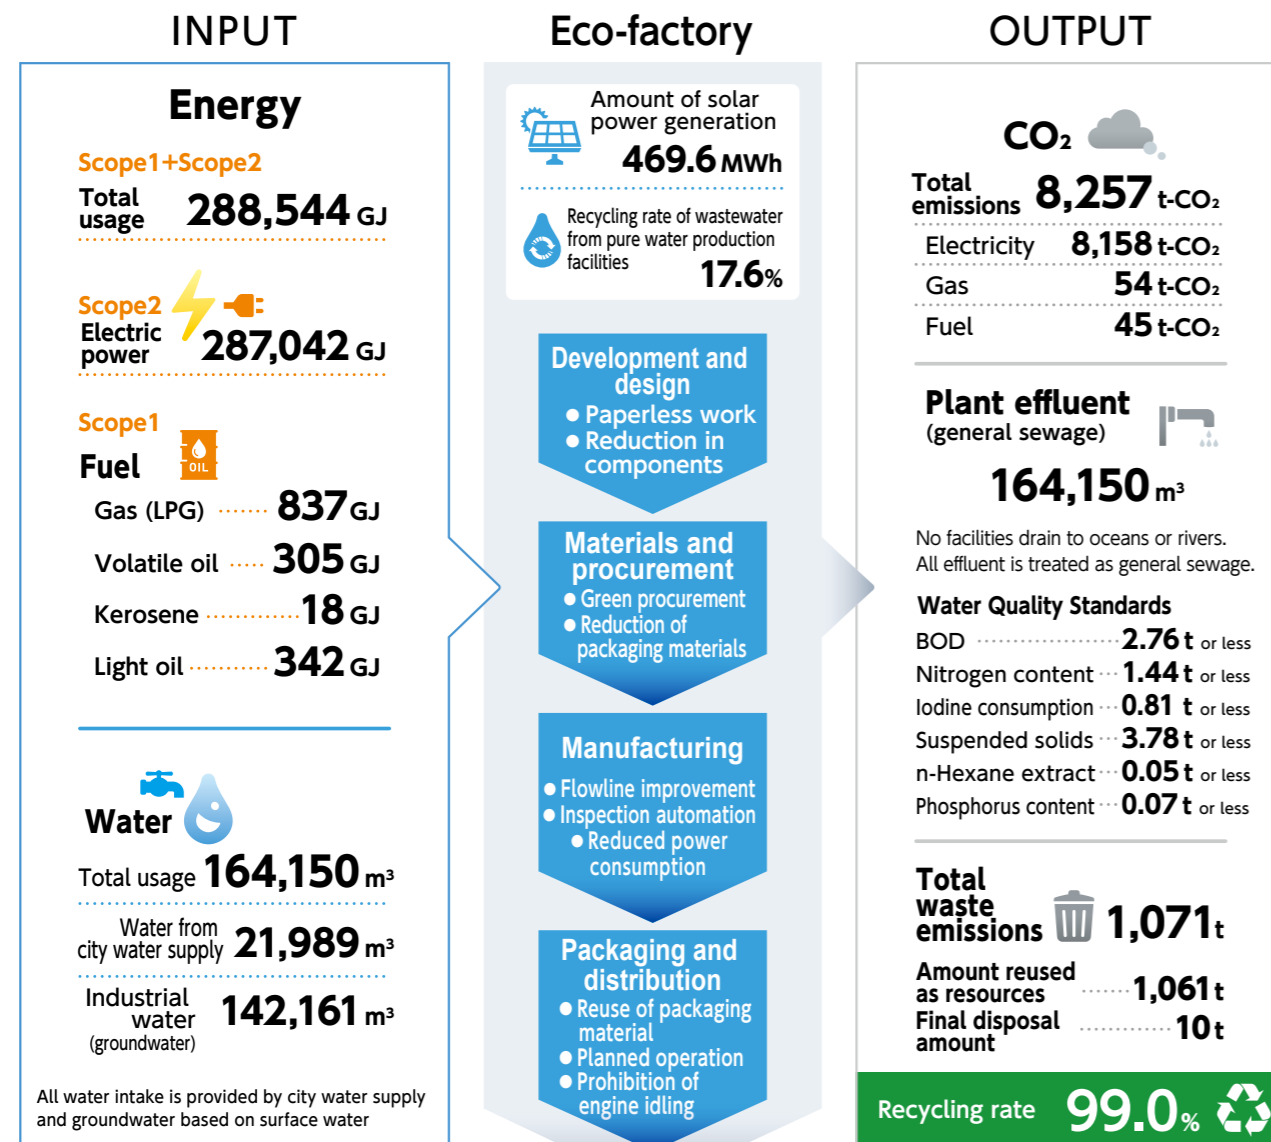 INPUT
Energy
Scope1+Scope2
Total
usage 288,544 GJ
Scope2
Electric
power 287,042 GJ
Scope1
Fuel
OIL
Gas (LPG) 837 GJ
Volatile oil 305 GJ
Kerosene 18 GJ
Light oil 342 GJ
Water
Total usage 164,150 m³
Water from
city water supply 21,989 m³
Industrial
water 142,161 m³
(groundwater)
All water intake is provided by city water supply
and groundwater based on surface water
Eco-factory
Amount of solar
power generation
469.6 MWh
Recycling rate of wastewater
from pure water production
facilities
17.6%
Development and
design
● Paperless work
● Reduction in
components
Materials and
procurement
● Green procurement
● Reduction of
packaging materials
Manufacturing
● Flowline improvement
● Inspection automation
● Reduced power
consumption
Packaging and
distribution
● Reuse of packaging
material
● Planned operation
● Prohibition of
engine idling
OUTPUT
CO₂
Total
emissions 8,257 t-CO₂
Electricity 8,158 t-CO₂
Gas 54 t-CO₂
Fuel 45 t-CO₂
Plant effluent
(general sewage)
164,150 m³
No facilities drain to oceans or rivers.
All effluent is treated as general sewage.
Water Quality Standards
BOD 2.76 t or less
Nitrogen content 1.44 t or less
Iodine consumption 0.81 t or less
Suspended solids 3.78 t or less
n-Hexane extract 0.05 t or less
Phosphorus content 0.07 t or less
Total
waste
emissions 1,071 t
Amount reused
as resources 1,061 t
Final disposal
amount 10 t
Recycling rate 99.0%